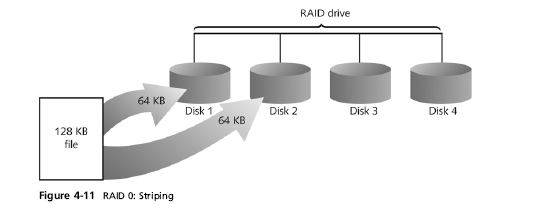 RAID drive
64 KB
64 KB
Disk 1
Disk 2
Disk 3
Disk 4
128 KB
file
Figure 4-11 RAID 0: Striping